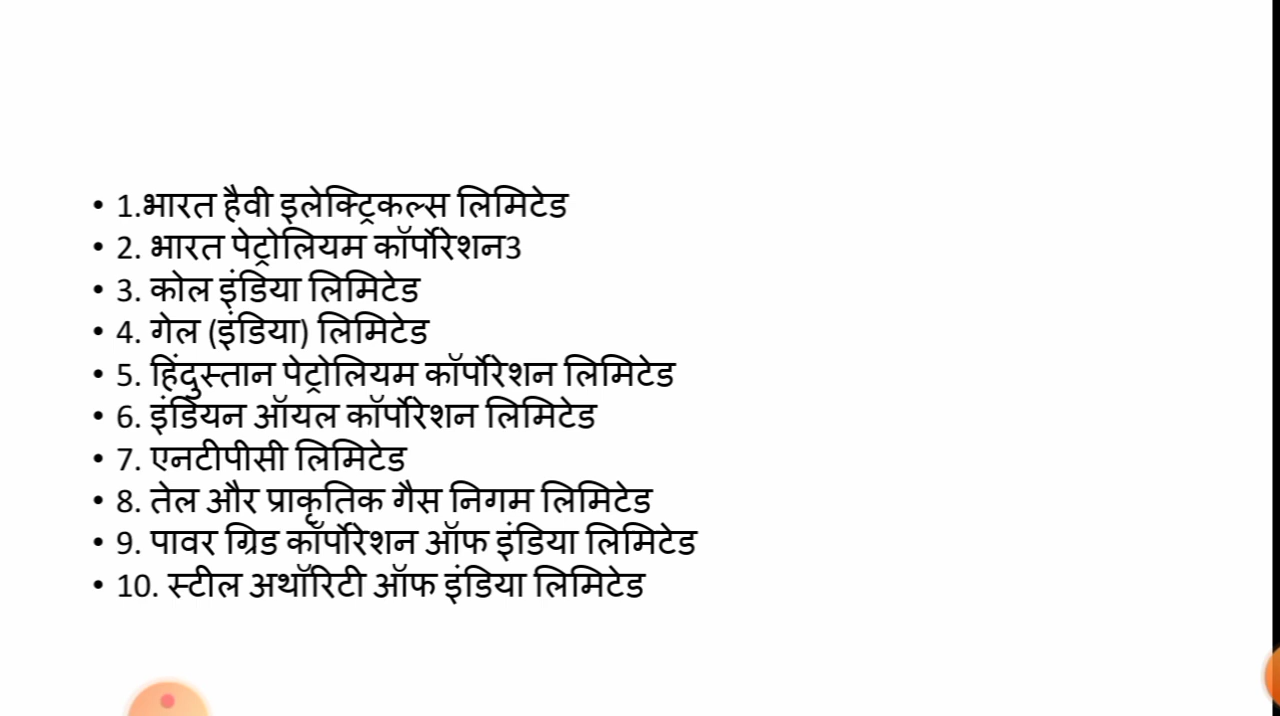 • 1.भारत हैवी इलेक्ट्रिकल्स लिमिटेड
• 2. भारत पेट्रोलियम कॉर्पोरेशन3
• 3. कोल इंडिया लिमिटेड
• 4. गेल (इंडिया) लिमिटेड
• 5. हिंदुस्तान पेट्रोलियम कॉर्पोरेशन लिमिटेड
• 6. इंडियन ऑयल कॉर्पोरेशन लिमिटेड
• 7. एनटीपीसी लिमिटेड
• 8. तेल और प्राकृतिक गैस निगम लिमिटेड
• 9. पावर ग्रिड कॉर्पोरेशन ऑफ इंडिया लिमिटेड
• 10. स्टील अथॉरिटी ऑफ इंडिया लिमिटेड